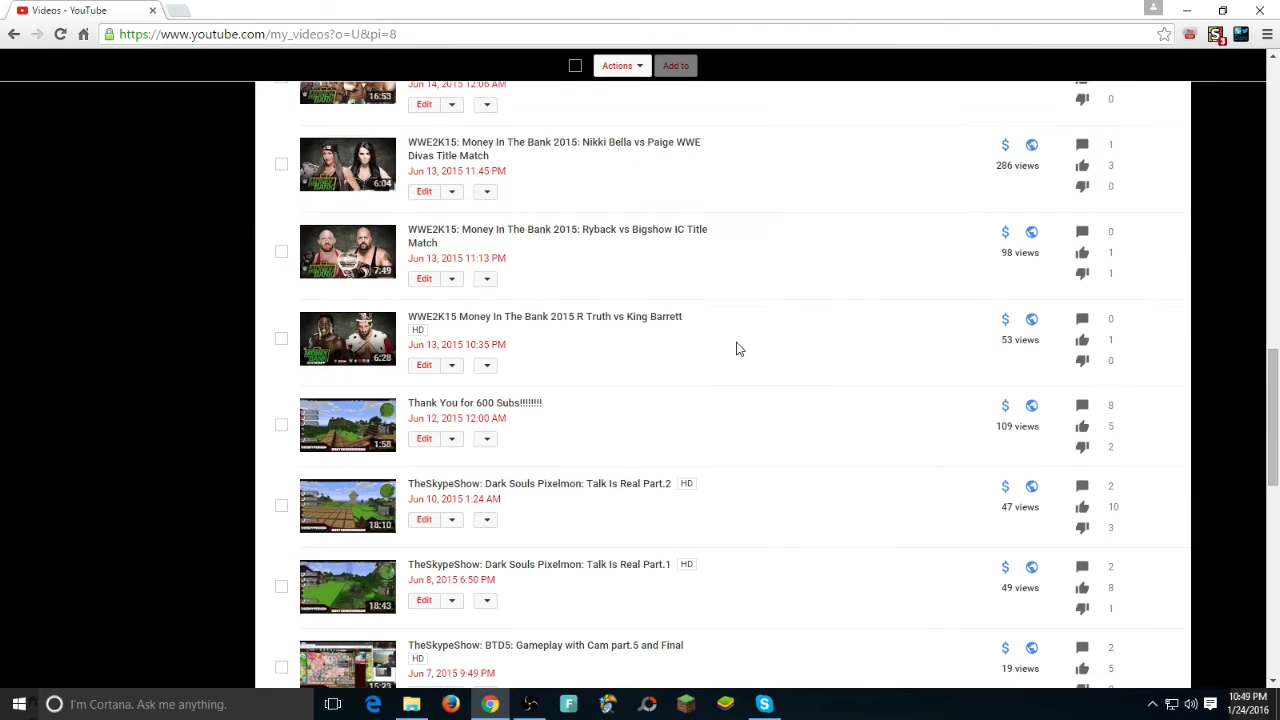 Videos - YouTube
https://www.youtube.com/my_videos?o=U&pi=8
3
Actions
Add to
16:53
Jun 14, 2015 12:06 AM
Edit
0
WWE2K15: Money In The Bank 2015: Nikki Bella vs Paige WWE
Divas Title Match
Jun 13, 2015 11:45 PM
Edit
6:04
286 views
1
3
0
WWE2K15: Money In The Bank 2015: Ryback vs Bigshow IC Title
Match
Jun 13, 2015 11:13 PM
Edit
7:49
98 views
0
1
1
WWE2K15 Money In The Bank 2015 R Truth vs King Barrett
HD
Jun 13, 2015 10:35 PM
Edit
6:28
53 views
0
1
0
Thank You for 600 Subs!!!!!!!!
Jun 12, 2015 12:00 AM
Edit
1:58
109 views
8
5
2
TheSkypeShow: Dark Souls Pixelmon: Talk Is Real Part.2 HD
Jun 10, 2015 1:24 AM
Edit
18:10
47 views
2
10
3
TheSkypeShow: Dark Souls Pixelmon: Talk Is Real Part.1 HD
Jun 8, 2015 6:50 PM
Edit
18:43
49 views
2
8
1
TheSkypeShow: BTD5: Gameplay with Cam part.5 and Final
HD
Jun 7, 2015 9:49 PM
15:23
19 views
2
5
I'm Cortana. Ask me anything.
10:49 PM
1/24/2016